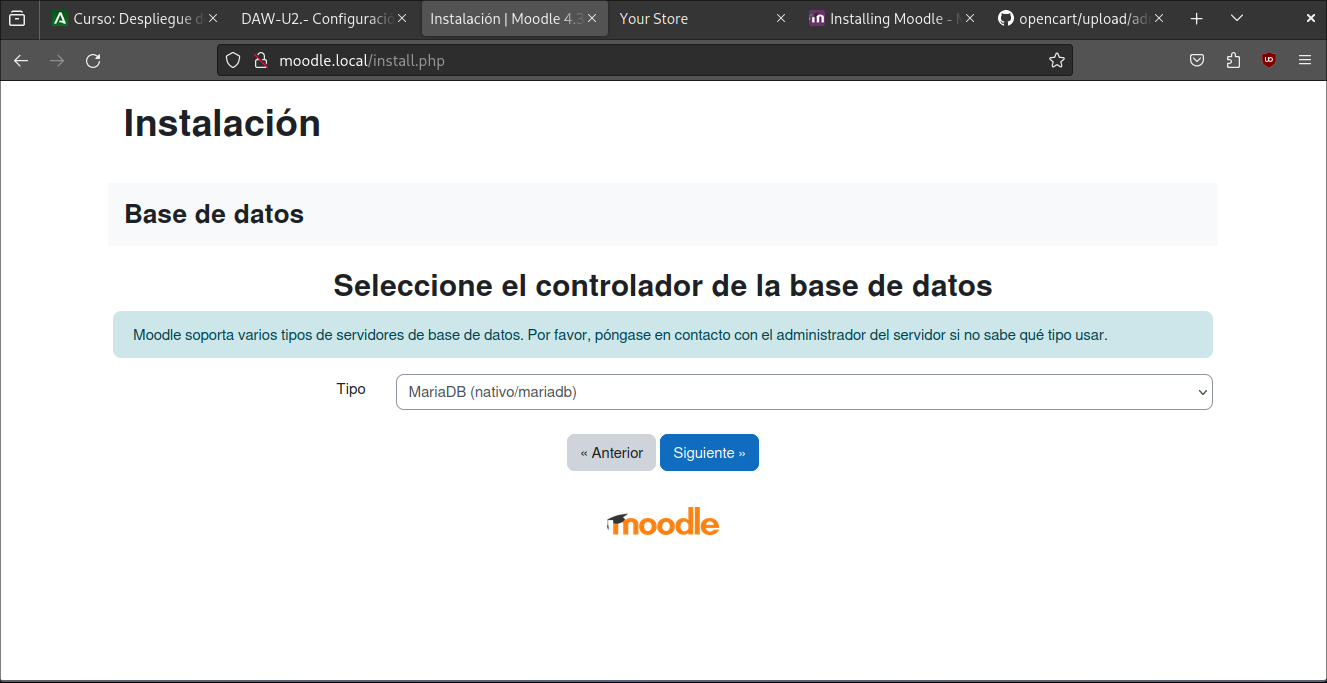 Curso: Despliegue d
DAW-U2.- Configuració
Instalación | Moodle 4.3
Your Store
Installing Moodle -
opencart/upload/ad
moodle.local/install.php
Instalación
Base de datos
Seleccione el controlador de la base de datos
Moodle soporta varios tipos de servidores de base de datos. Por favor, póngase en contacto con el administrador del servidor si no sabe qué tipo usar.
Tipo
MariaDB (nativo/mariadb)
« Anterior
Siguiente »
moodle